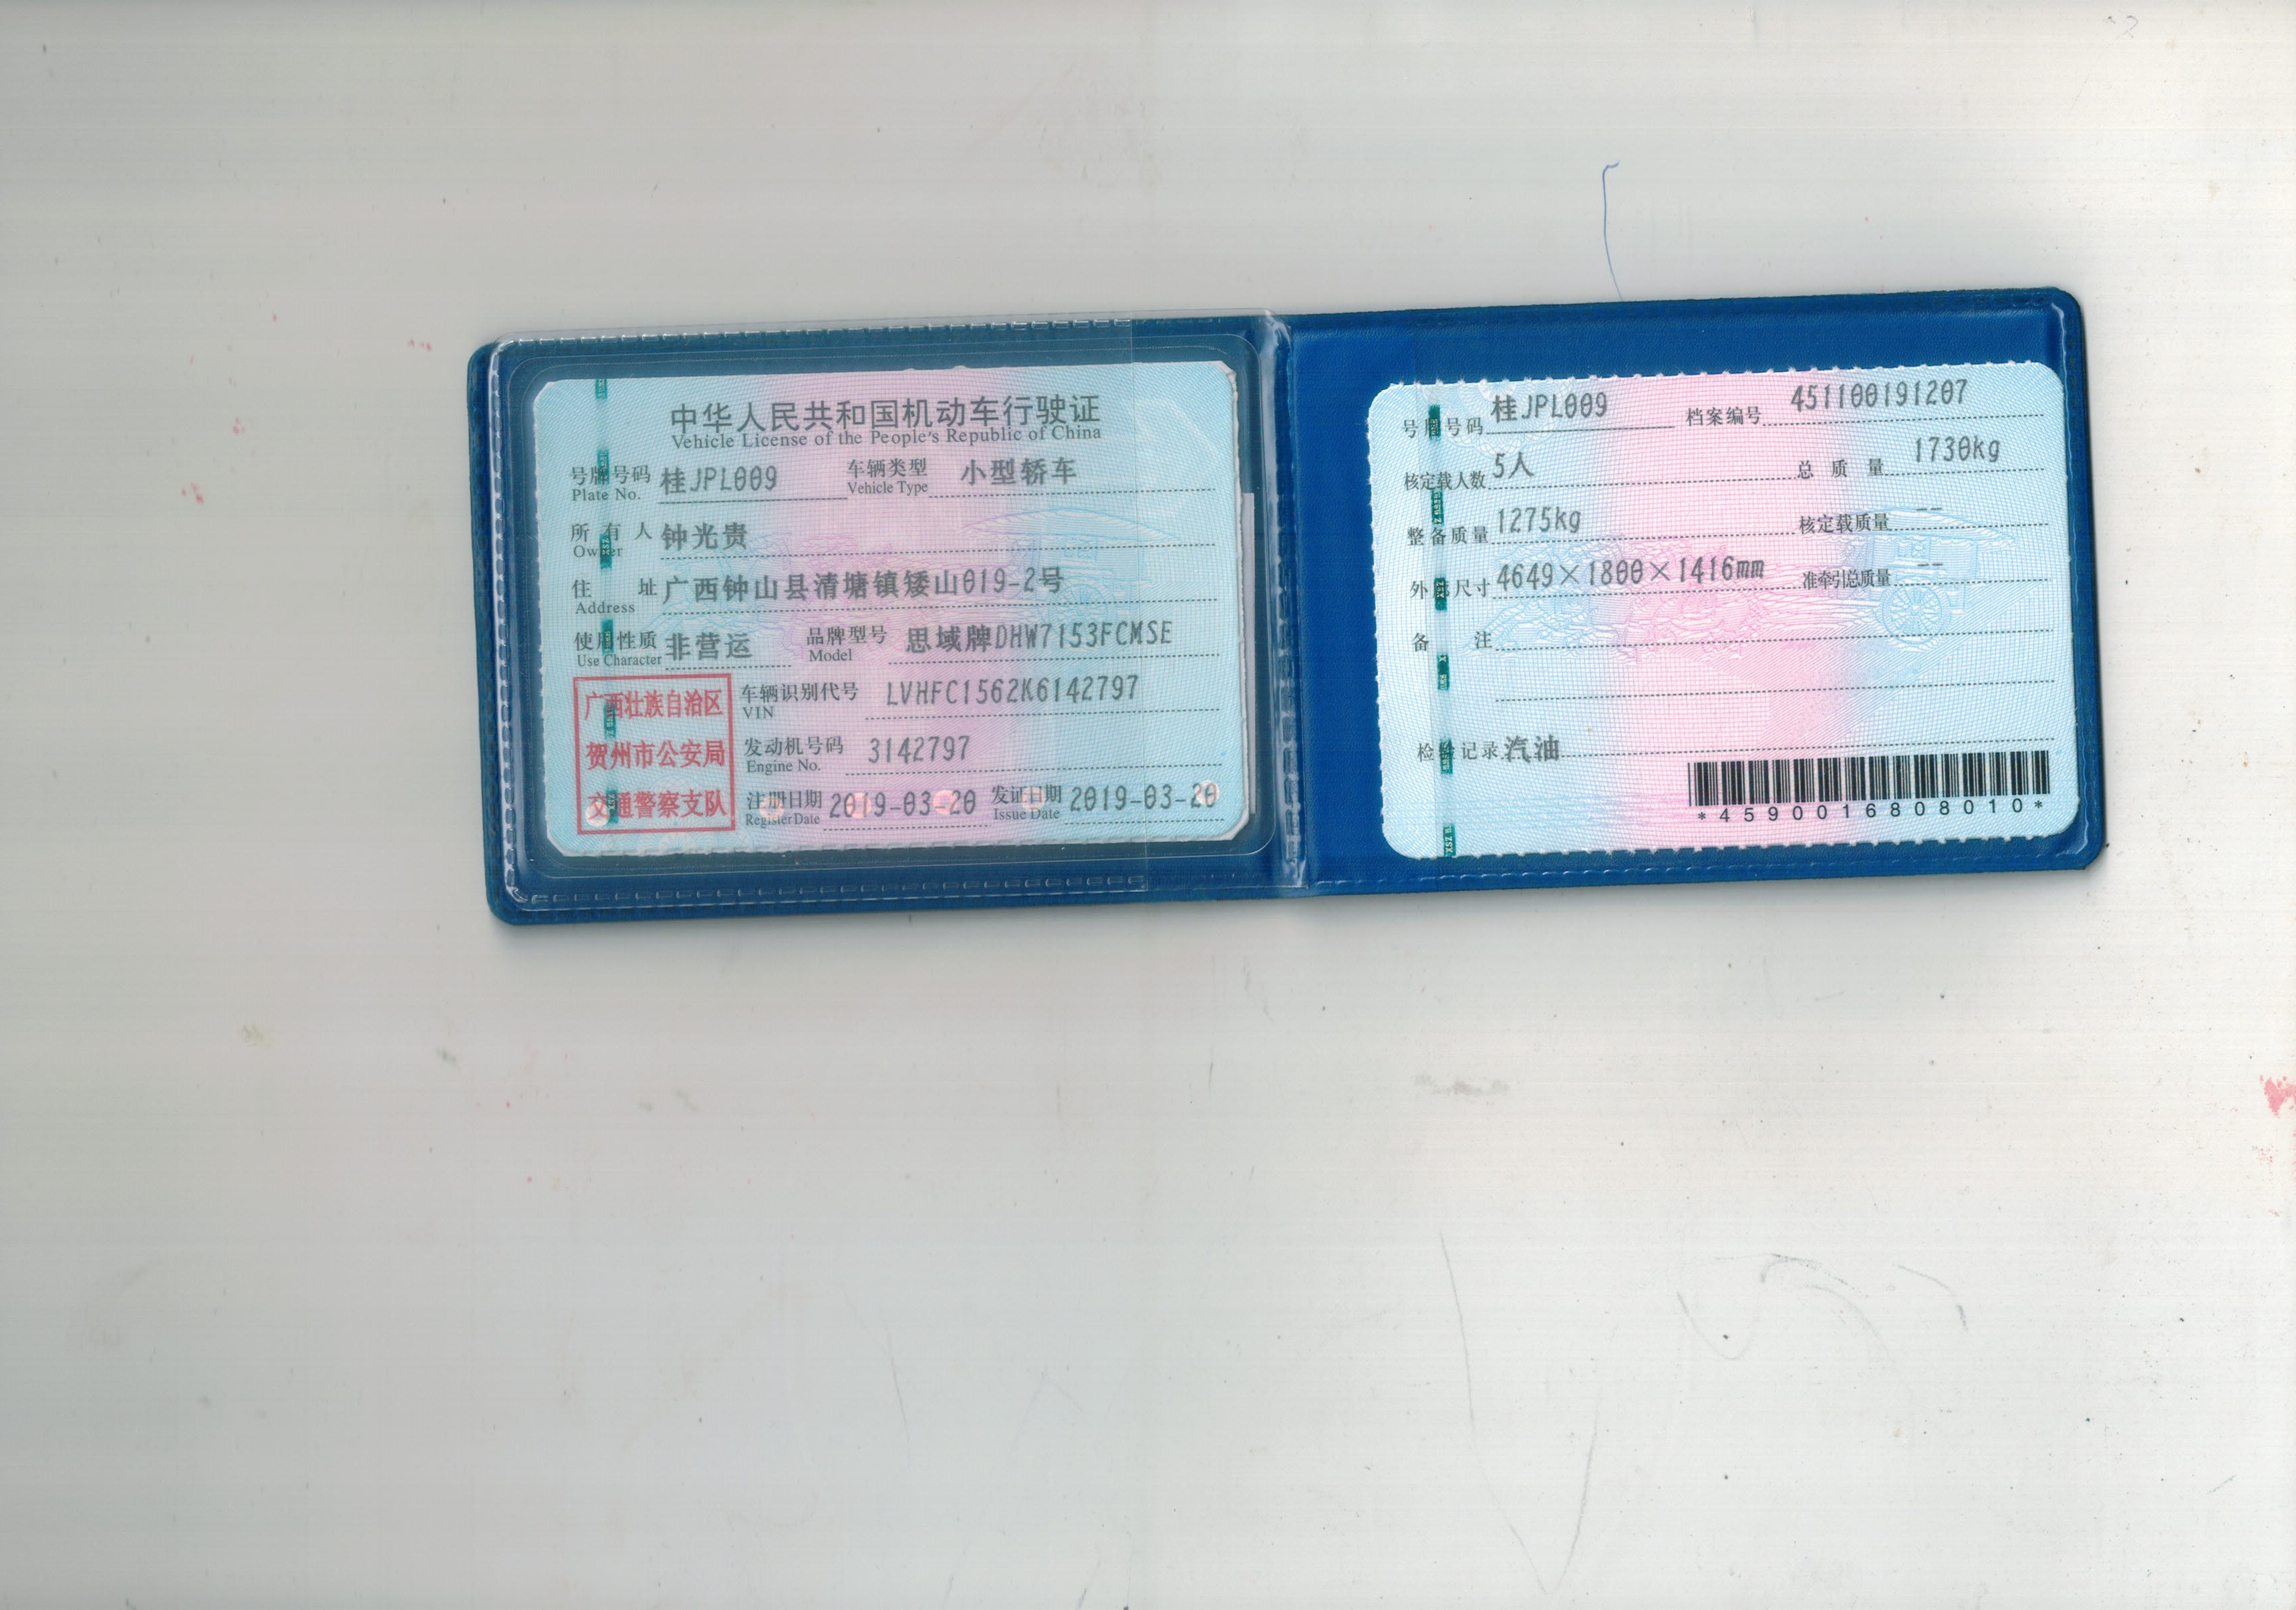 中华人民共和国机动车行驶证
Vehicle License of the People's Republic of China
号牌号码 桂JPL009 车辆类型 小型轿车
Plate No. Vehicle Type
所有人 钟光贵
Owner
住址 广西钟山县清塘镇矮山019-2号
Address
使用性质 非营运 品牌型号 思域牌DHW7153FCMSE
Use Character Model
广西壮族自治区
贺州市公安局
交通警察支队
车辆识别代号 LVHFC1562K6142797
VIN
发动机号码 3142797
Engine No.
注册日期 2019-03-20 发证日期 2019-03-20
Register Date Issue Date
号牌号码 桂JPL009 档案编号 451100191207
核定载人数 5人 总质量 1730kg
整备质量 1275kg 核定载质量 --
外廓尺寸 4649×1800×1416mm 准牵引总质量 --
备注
检验记录 汽油
*4590016808010*